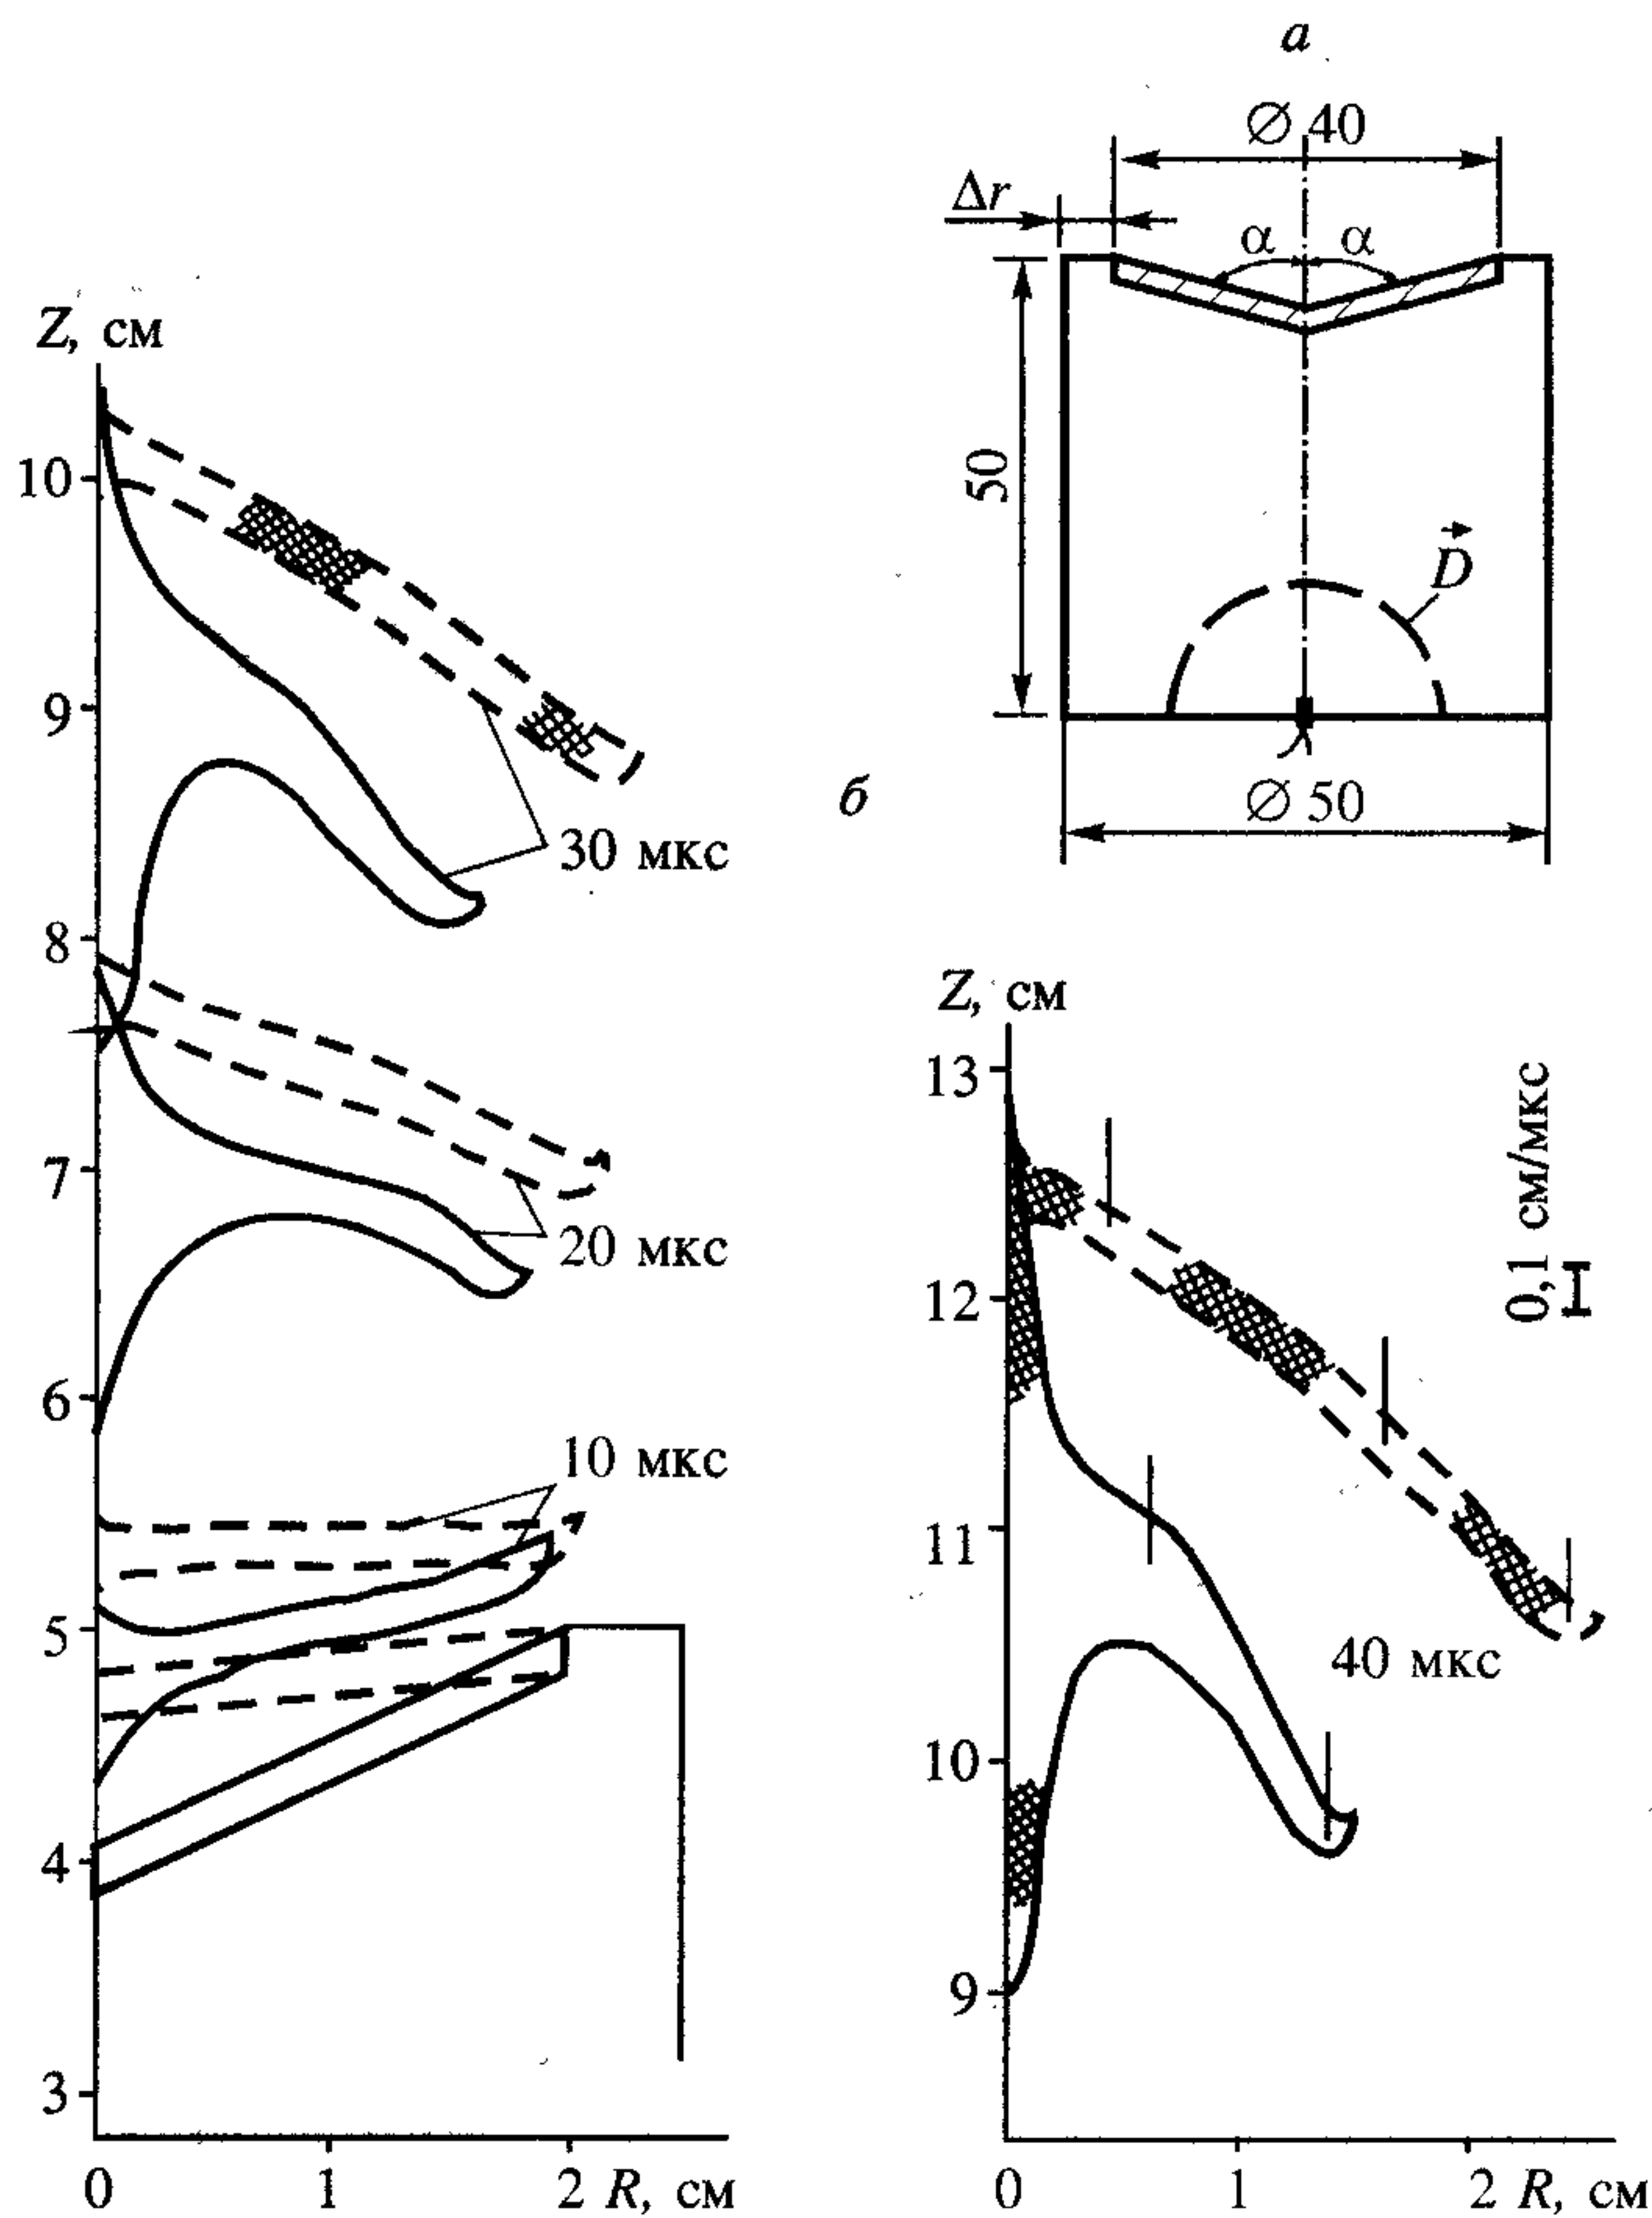 а
Ø 40
Δr
α α
50
D
Ø 50
б
Z, см
10
9
8
7
6
5
4
3
30 мкс
20 мкс
10 мкс
0 1 2 R, см
Z, см
13
12
11
10
9
0,1 см/мкс
40 мкс
0 1 2 R, см